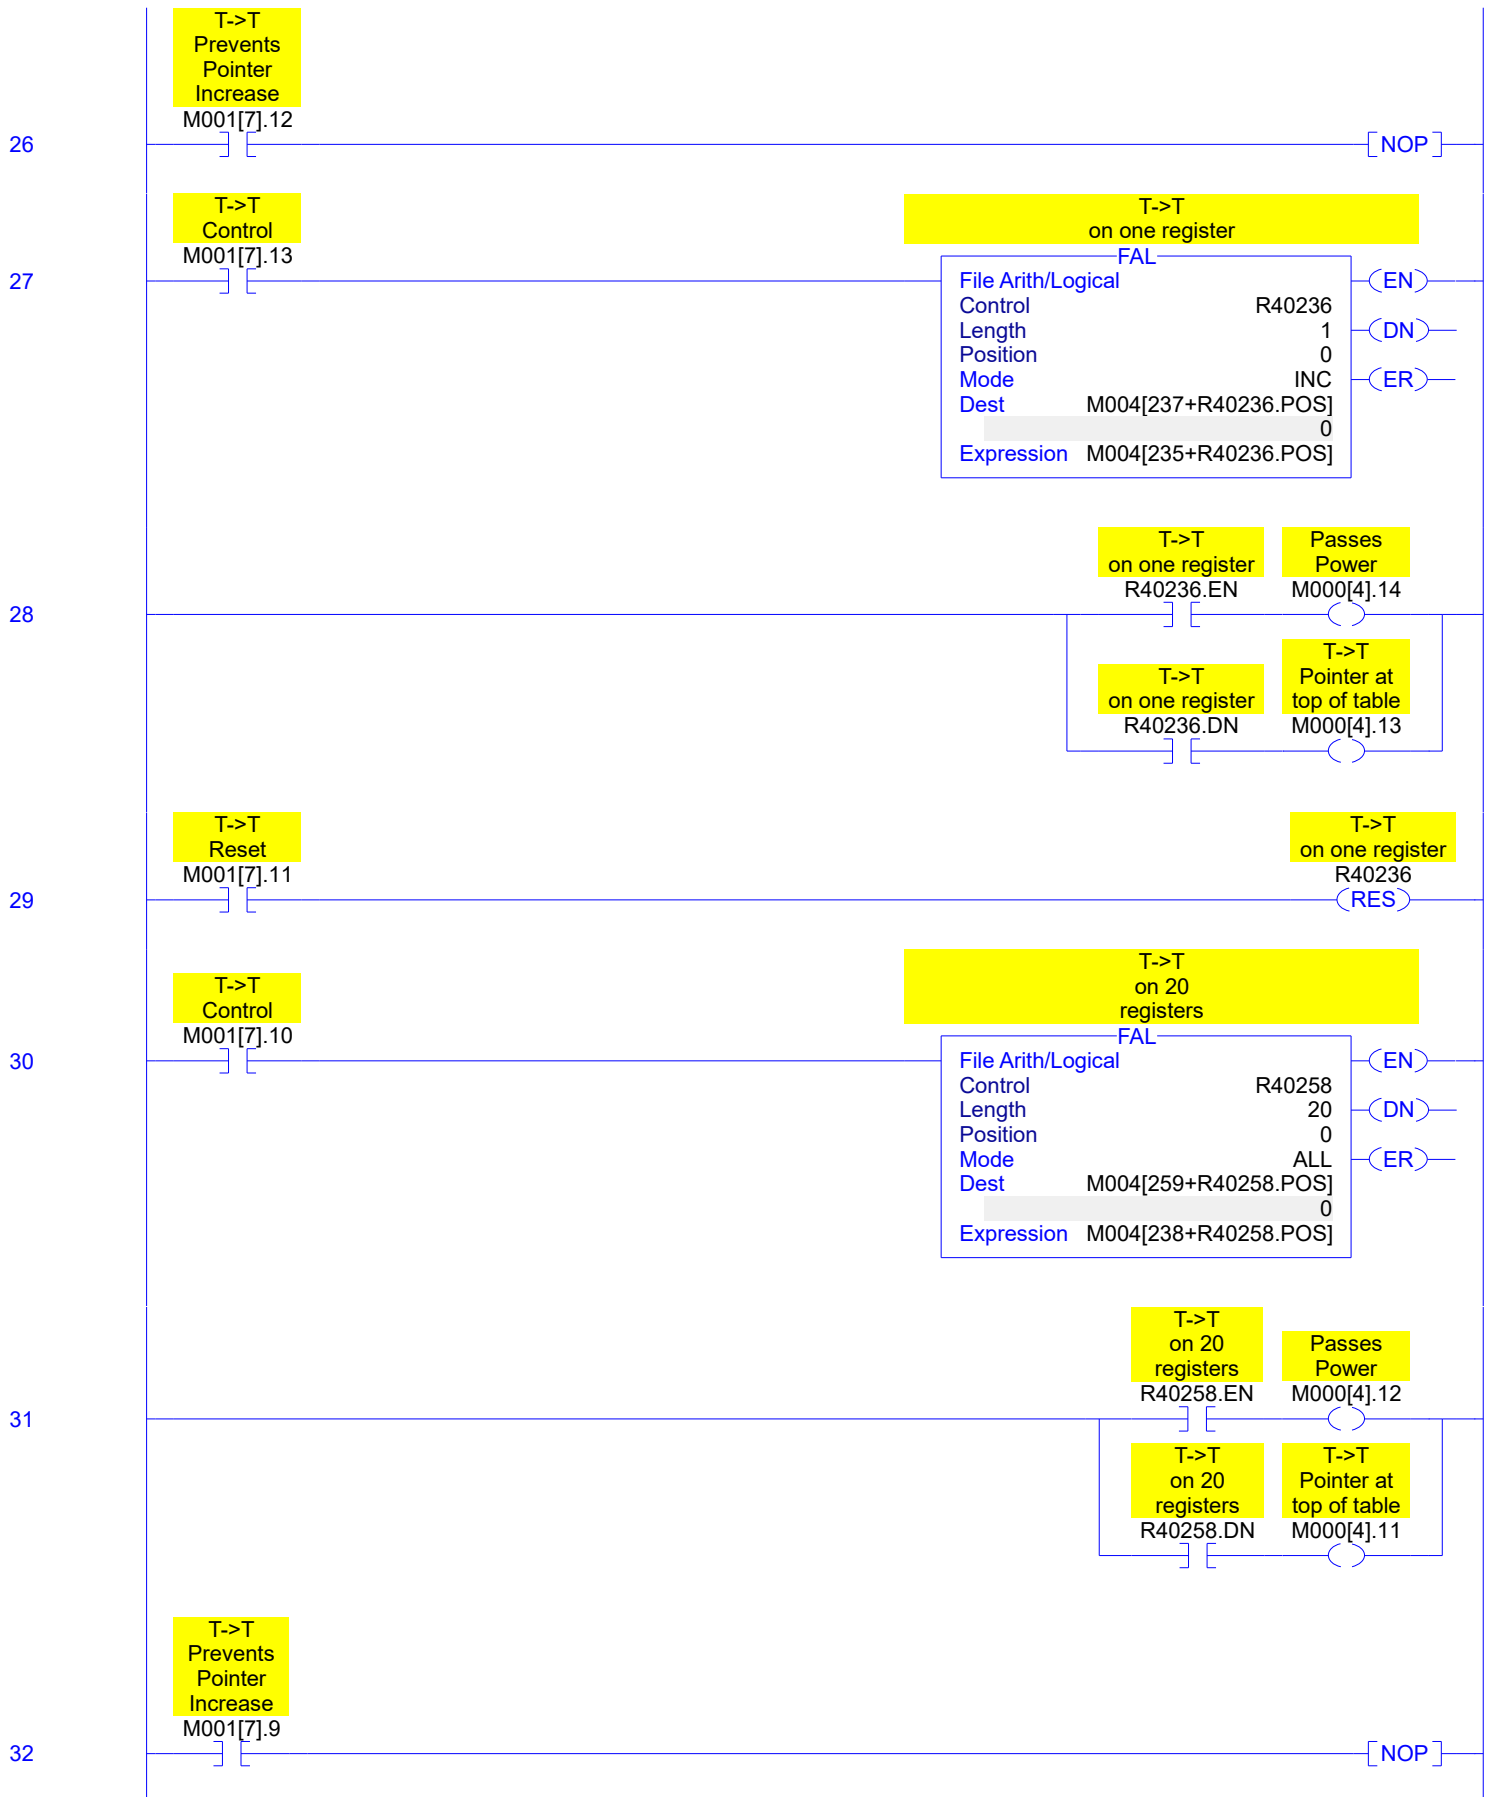 T->T
Prevents
Pointer
Increase
M001[7].12
26
NOP
T->T
Control
M001[7].13
T->T
on one register
27
FAL
File Arith/Logical
EN
Control R40236
Length 1
DN
Position 0
Mode INC
ER
Dest M004[237+R40236.POS]
0
Expression M004[235+R40236.POS]
T->T
on one register
R40236.EN
Passes
Power
M000[4].14
28
T->T
on one register
R40236.DN
T->T
Pointer at
top of table
M000[4].13
T->T
Reset
M001[7].11
T->T
on one register
R40236
29
RES
T->T
Control
M001[7].10
T->T
on 20
registers
30
FAL
File Arith/Logical
EN
Control R40258
Length 20
DN
Position 0
Mode ALL
ER
Dest M004[259+R40258.POS]
0
Expression M004[238+R40258.POS]
T->T
on 20
registers
R40258.EN
Passes
Power
M000[4].12
31
T->T
on 20
registers
R40258.DN
T->T
Pointer at
top of table
M000[4].11
T->T
Prevents
Pointer
Increase
M001[7].9
32
NOP